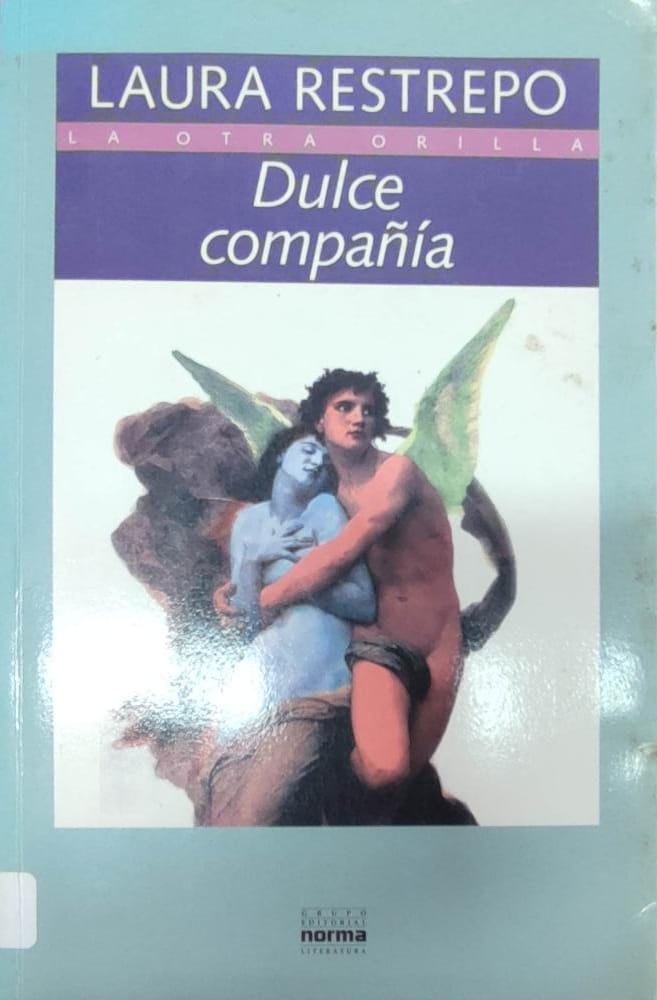 LAURA RESTREPO
LA OTRA ORILLA
Dulce
compañía
GRUPO
EDITORIAL
norma
LITERATURA